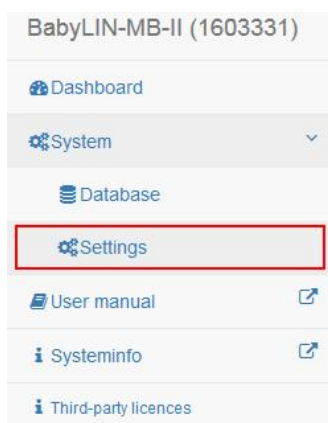 BabyLIN-MB-II (1603331)
Dashboard
System
Database
Settings
User manual
Systeminfo
Third-party licences